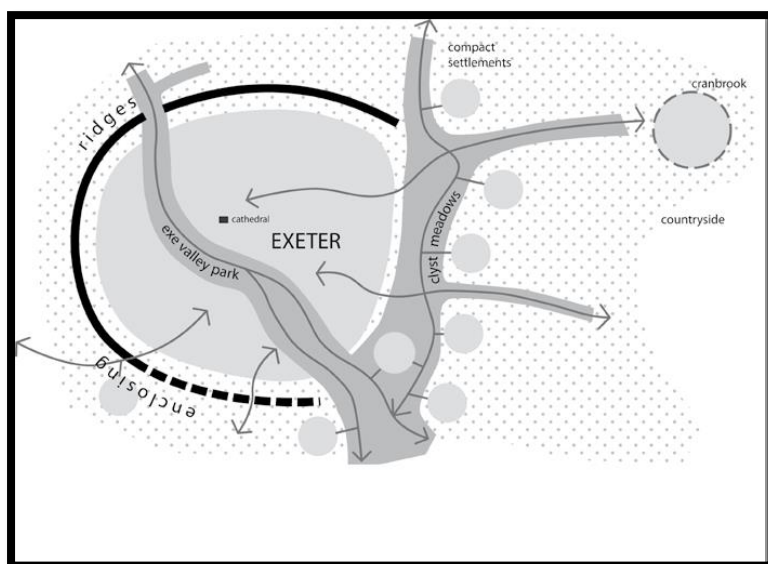 compact
settlements
cranbrook
ridges
countryside
cathedral
EXETER
exe valley park
clyst meadows
enclosing